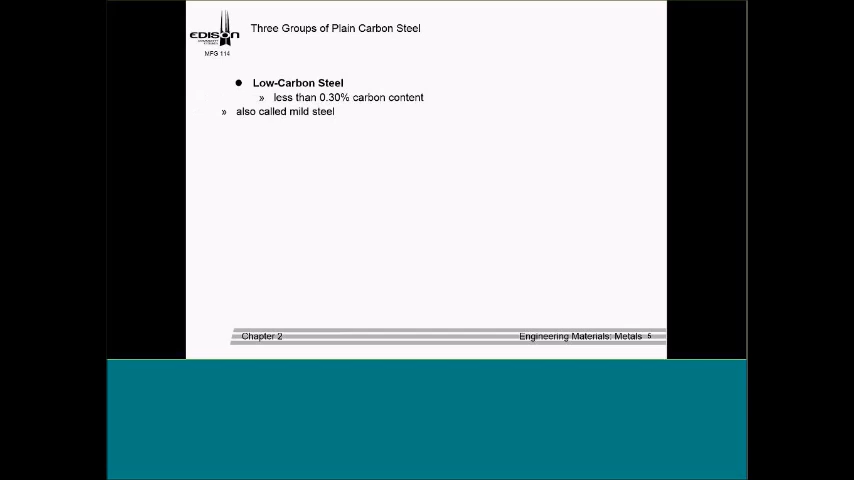 Three Groups of Plain Carbon Steel
EDISON
MFG 114
● Low-Carbon Steel
» less than 0.30% carbon content
» also called mild steel
Chapter 2
Engineering Materials: Metals 5